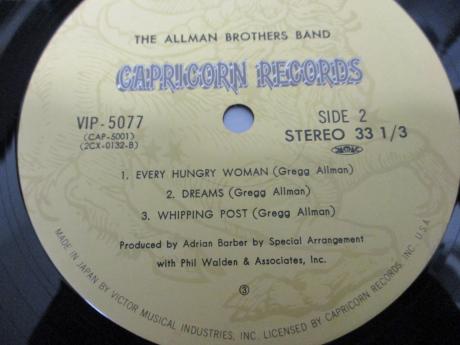 THE ALLMAN BROTHERS BAND
CAPRICORN RECORDS
VIP-5077
(CAP-5001)
(2CX-0132-B)
SIDE 2
STEREO 33 1/3
1. EVERY HUNGRY WOMAN (Gregg Allman)
2. DREAMS (Gregg Allman)
3. WHIPPING POST (Gregg Allman)
Produced by Adrian Barber by Special Arrangement
with Phil Walden & Associates, Inc.
③
MADE IN JAPAN BY VICTOR MUSICAL INDUSTRIES, INC. LICENSED BY CAPRICORN RECORDS, INC. U.S.A.